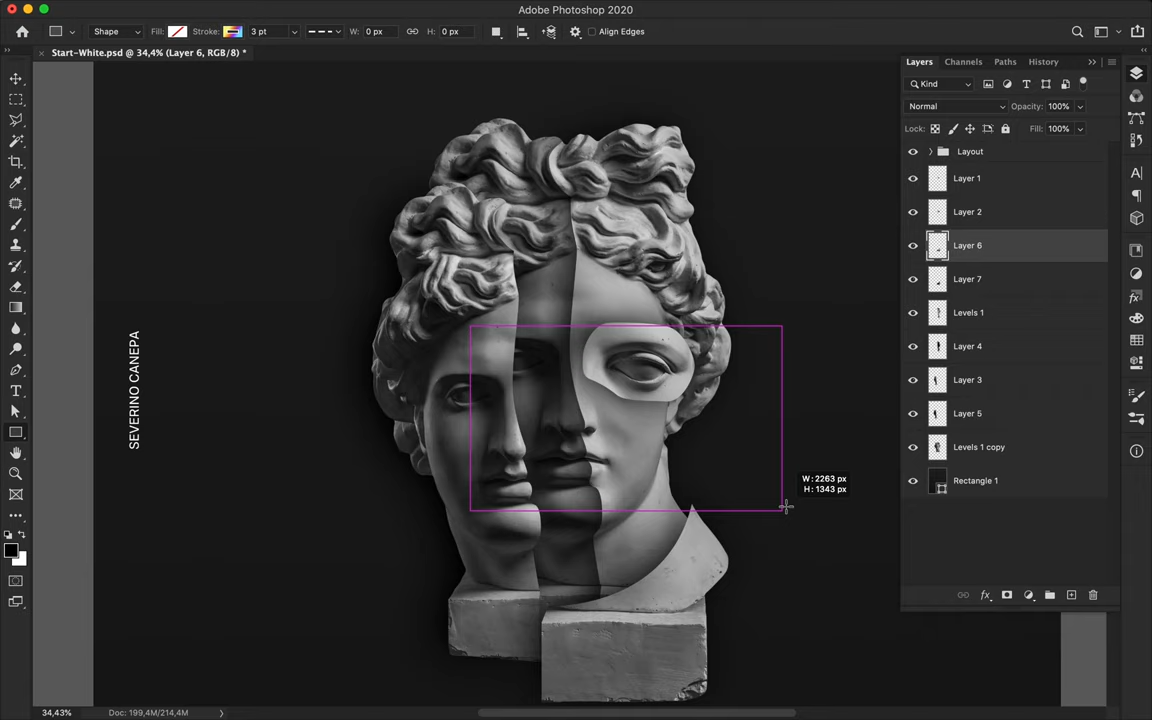 Adobe Photoshop 2020
Shape Fill: Stroke: 3 pt W: 0 px H: 0 px Align Edges
Start-White.psd @ 34,4% (Layer 6, RGB/8) *
Layers Channels Paths History
Kind
Normal Opacity: 100%
Lock: Fill: 100%
Layout
Layer 1
Layer 2
Layer 6
Layer 7
Levels 1
Layer 4
Layer 3
Layer 5
Levels 1 copy
Rectangle 1
SEVERINO CANEPA
W: 2263 px
H: 1343 px
34,43% Doc: 199,4M/214,4M